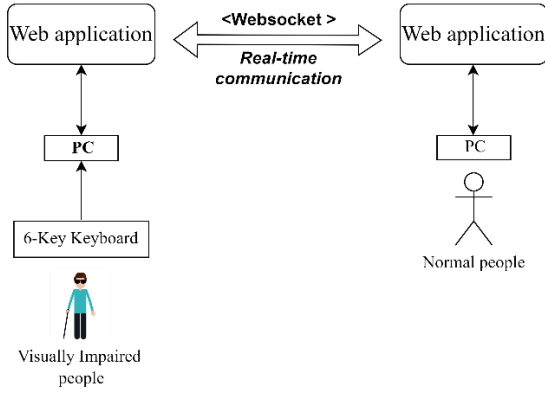 Web application
<Websocket >
Real-time
communication
Web application
PC
PC
6-Key Keyboard
Normal people
Visually Impaired
people